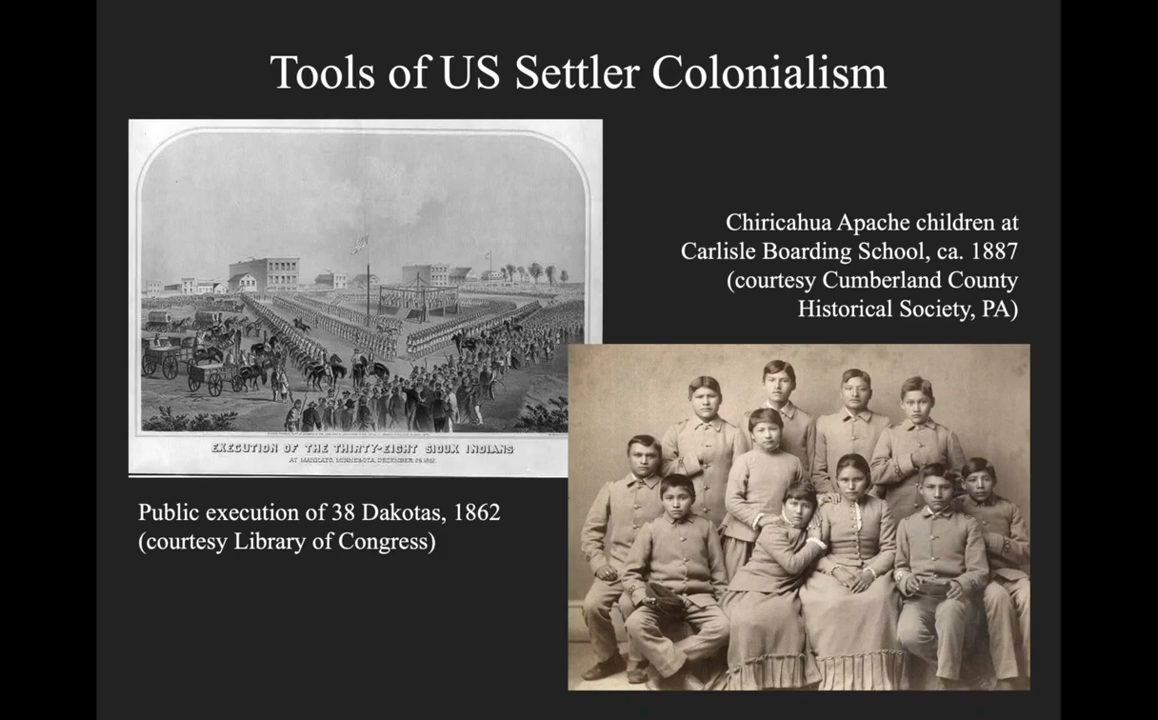 Tools of US Settler Colonialism
EXECUTION OF THE THIRTY-EIGHT SIOUX INDIANS
AT MANKATO, MINNESOTA, DECEMBER 26, 1862
Public execution of 38 Dakotas, 1862
(courtesy Library of Congress)
Chiricahua Apache children at
Carlisle Boarding School, ca. 1887
(courtesy Cumberland County
Historical Society, PA)